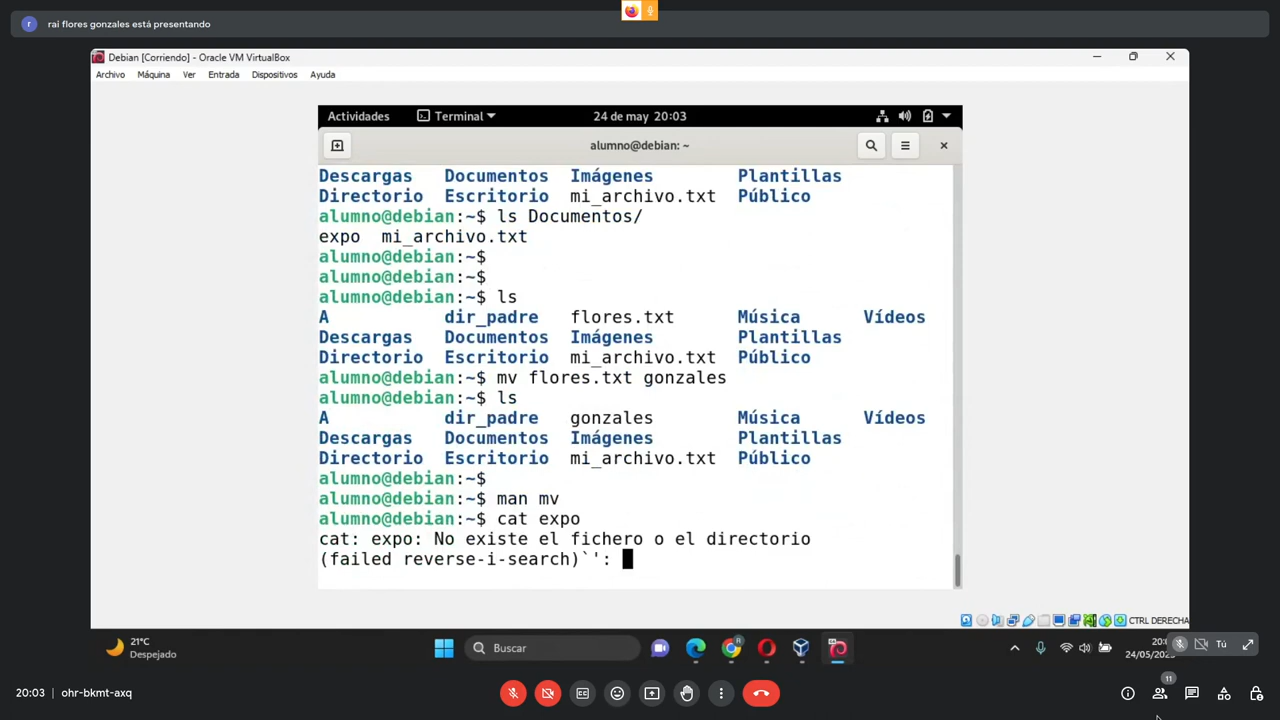 r rai flores gonzales está presentando
Debian [Corriendo] - Oracle VM VirtualBox
Archivo Máquina Ver Entrada Dispositivos Ayuda
Actividades Terminal 24 de may 20:03
alumno@debian: ~
Descargas Documentos Imágenes Plantillas
Directorio Escritorio mi_archivo.txt Público
alumno@debian:~$ ls Documentos/
expo mi_archivo.txt
alumno@debian:~$
alumno@debian:~$
alumno@debian:~$ ls
A dir_padre flores.txt Música Vídeos
Descargas Documentos Imágenes Plantillas
Directorio Escritorio mi_archivo.txt Público
alumno@debian:~$ mv flores.txt gonzales
alumno@debian:~$ ls
A dir_padre gonzales Música Vídeos
Descargas Documentos Imágenes Plantillas
Directorio Escritorio mi_archivo.txt Público
alumno@debian:~$
alumno@debian:~$ man mv
alumno@debian:~$ cat expo
cat: expo: No existe el fichero o el directorio
(failed reverse-i-search)`':
CTRL DERECHA
21°C
Despejado
Buscar
R
Tú
20:03 ohr-bkmt-axq
11